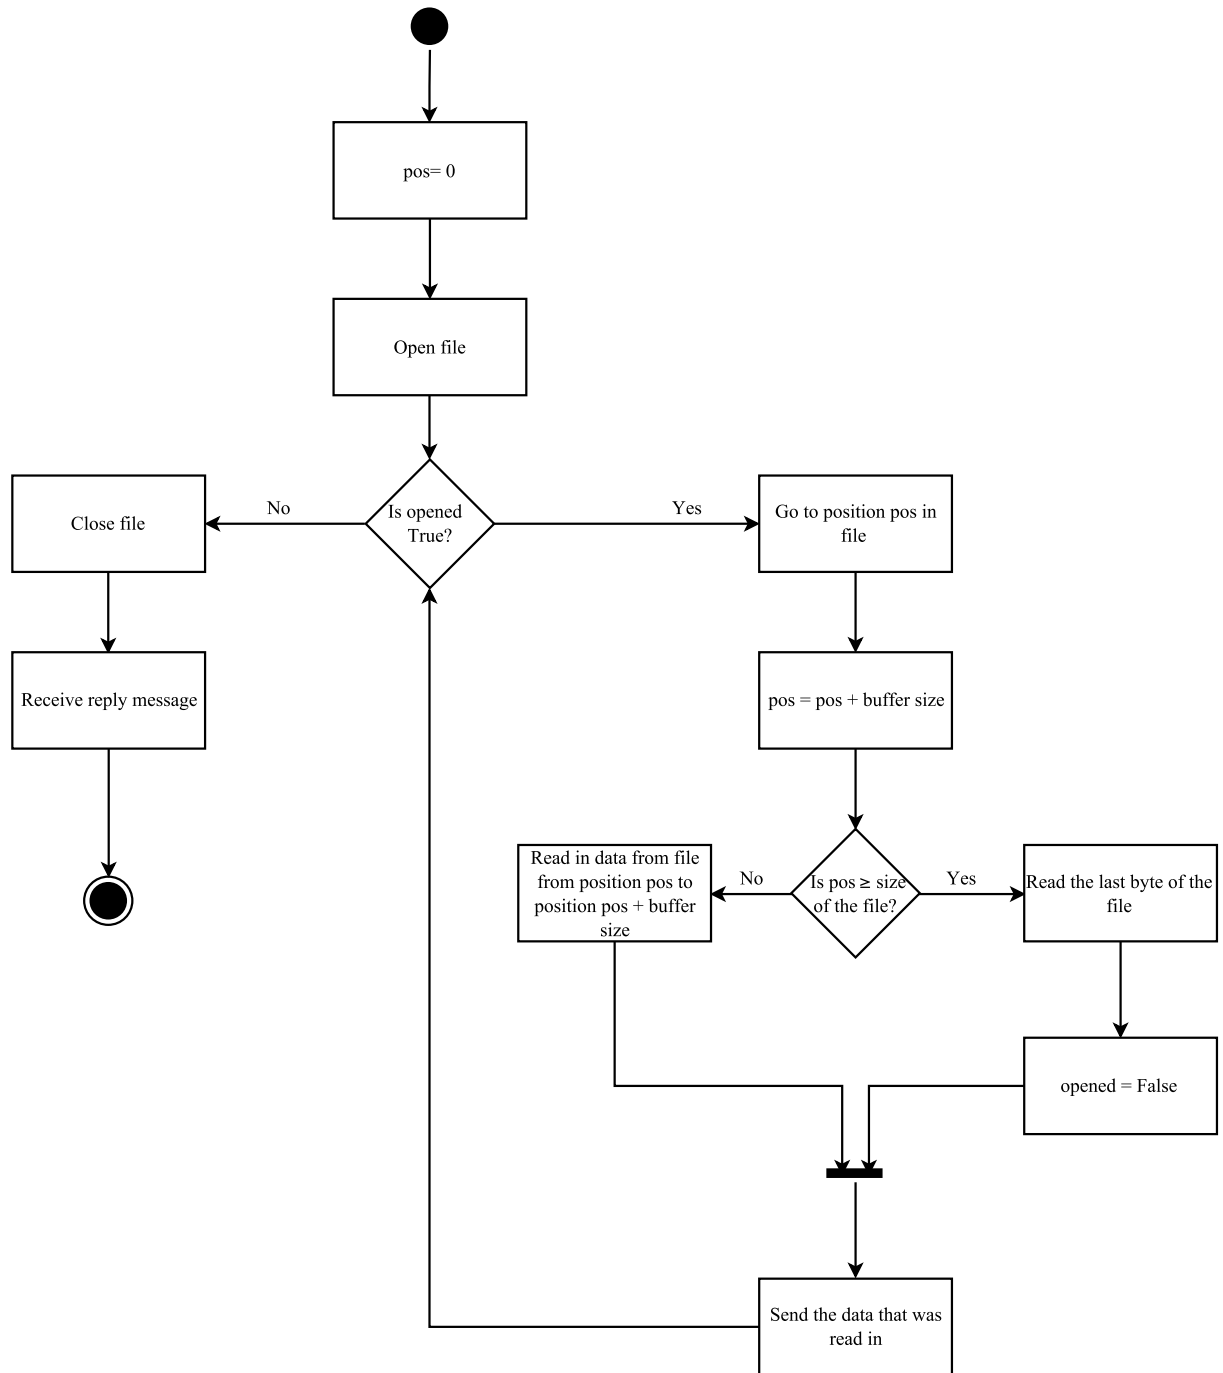 pos= 0
Open file
Is opened
True?
No
Yes
Close file
Go to position pos in
file
Receive reply message
pos = pos + buffer size
Is pos ≥ size
of the file?
No
Yes
Read in data from file
from position pos to
position pos + buffer
size
Read the last byte of the
file
opened = False
Send the data that was
read in